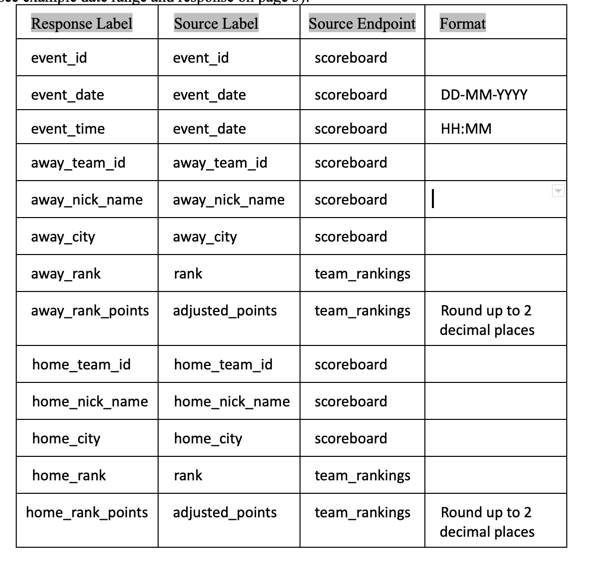 Response Label Source Label Source Endpoint Format
event_id event_id scoreboard
event_date event_date scoreboard DD-MM-YYYY
event_time event_date scoreboard HH:MM
away_team_id away_team_id scoreboard
away_nick_name away_nick_name scoreboard
away_city away_city scoreboard
away_rank rank team_rankings
away_rank_points adjusted_points team_rankings Round up to 2
decimal places
home_team_id home_team_id scoreboard
home_nick_name home_nick_name scoreboard
home_city home_city scoreboard
home_rank rank team_rankings
home_rank_points adjusted_points team_rankings Round up to 2
decimal places